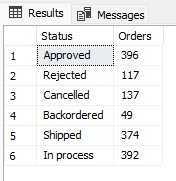 Results Messages
Status Orders
1 Approved 396
2 Rejected 117
3 Cancelled 137
4 Backordered 49
5 Shipped 374
6 In process 392